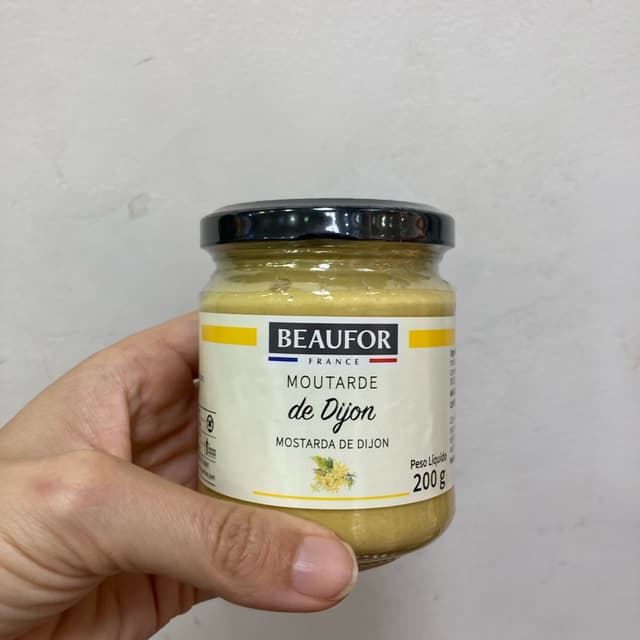 BEAUFOR
FRANCE
MOUTARDE
de Dijon
MOSTARDA DE DIJON
Peso Líquido
200 g